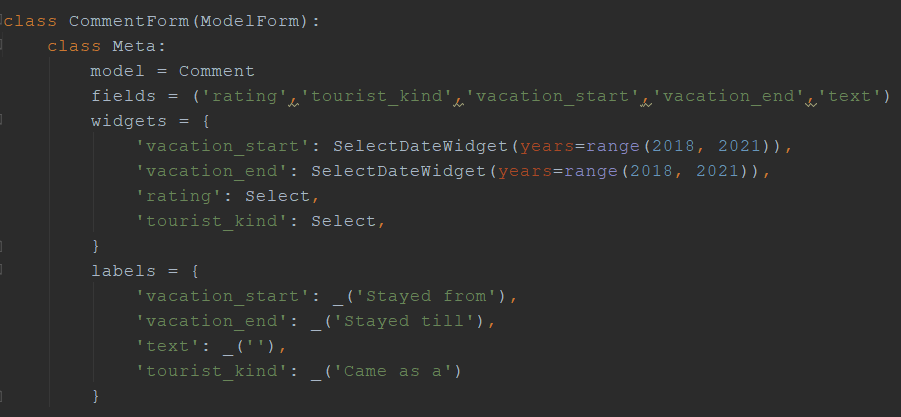 class CommentForm(ModelForm):
    class Meta:
        model = Comment
        fields = ('rating','tourist_kind','vacation_start','vacation_end','text')
        widgets = {
            'vacation_start': SelectDateWidget(years=range(2018, 2021)),
            'vacation_end': SelectDateWidget(years=range(2018, 2021)),
            'rating': Select,
            'tourist_kind': Select,
        }
        labels = {
            'vacation_start': _('Stayed from'),
            'vacation_end': _('Stayed till'),
            'text': _(''),
            'tourist_kind': _('Came as a')
        }